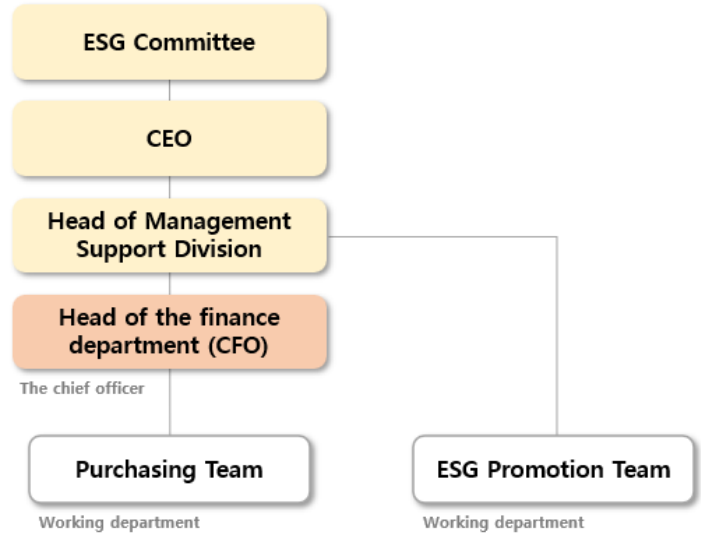 ESG Committee
CEO
Head of Management
Support Division
Head of the finance
department (CFO)
The chief officer
Purchasing Team
ESG Promotion Team
Working department
Working department